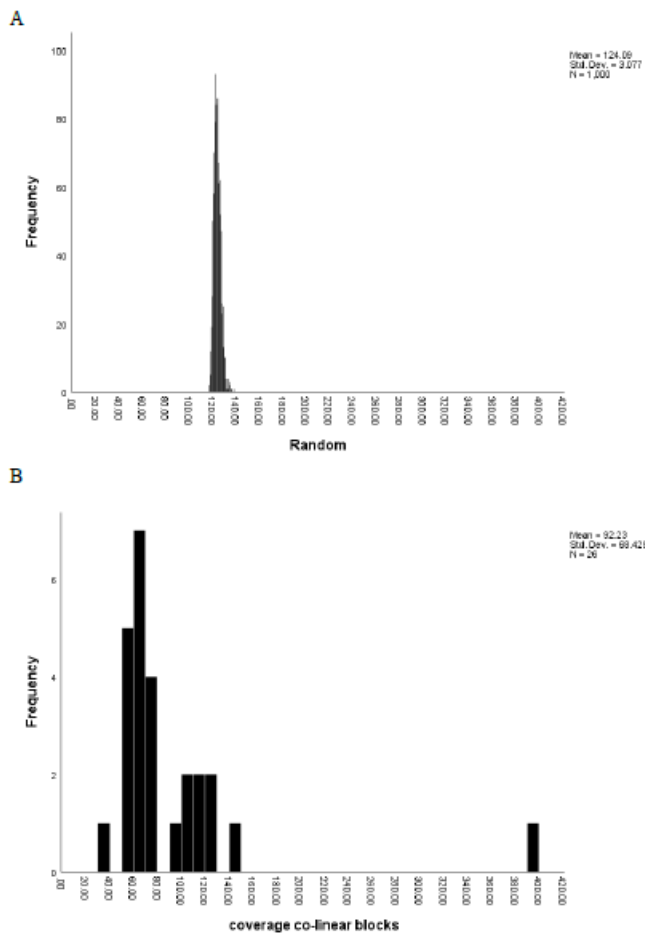 A
Mean = 124.09
Std. Dev. = 3.077
N = 1,000
Frequency
100
80
60
40
20
0
.00 20.00 40.00 60.00 80.00 100.00 120.00 140.00 160.00 180.00 200.00 220.00 240.00 260.00 280.00 300.00 320.00 340.00 360.00 380.00 400.00 420.00
Random
B
Mean = 92.23
N = 26
Frequency
6
4
2
0
.00 20.00 40.00 60.00 80.00 100.00 120.00 140.00 160.00 180.00 200.00 220.00 240.00 260.00 280.00 300.00 320.00 340.00 360.00 380.00 400.00 420.00
coverage co-linear blocks